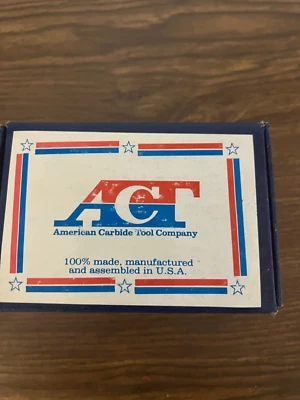 ACT
American Carbide Tool Company
100% made, manufactured
and assembled in U.S.A.